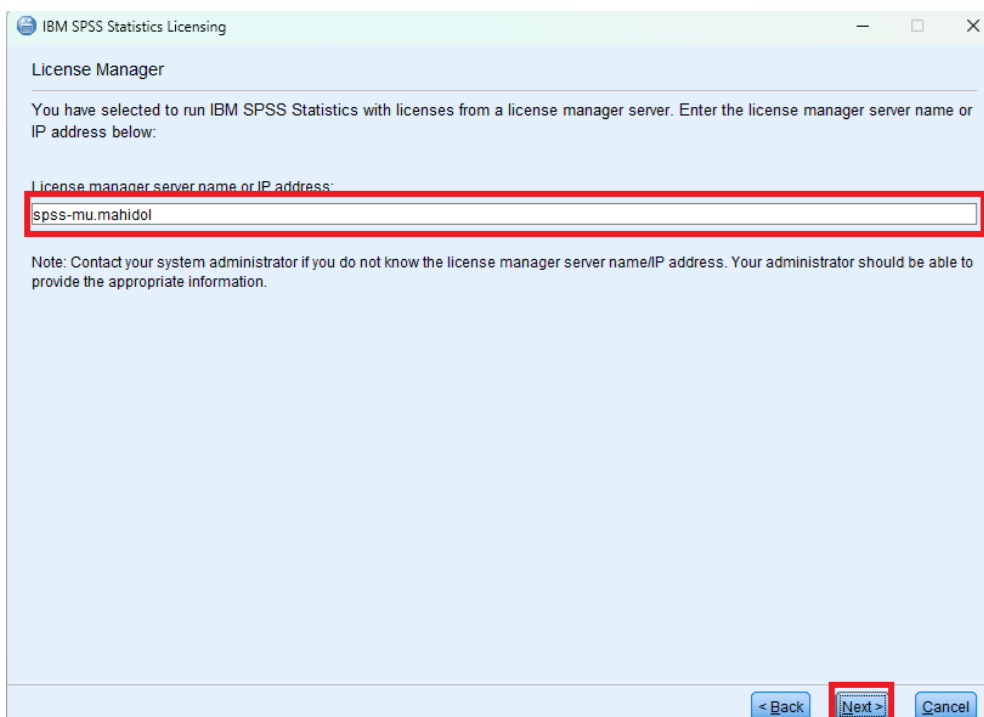 IBM SPSS Statistics Licensing
License Manager
You have selected to run IBM SPSS Statistics with licenses from a license manager server. Enter the license manager server name or
IP address below:
License manager server name or IP address:
spss-mu.mahidol
Note: Contact your system administrator if you do not know the license manager server name/IP address. Your administrator should be able to
provide the appropriate information.
< Back Next > Cancel